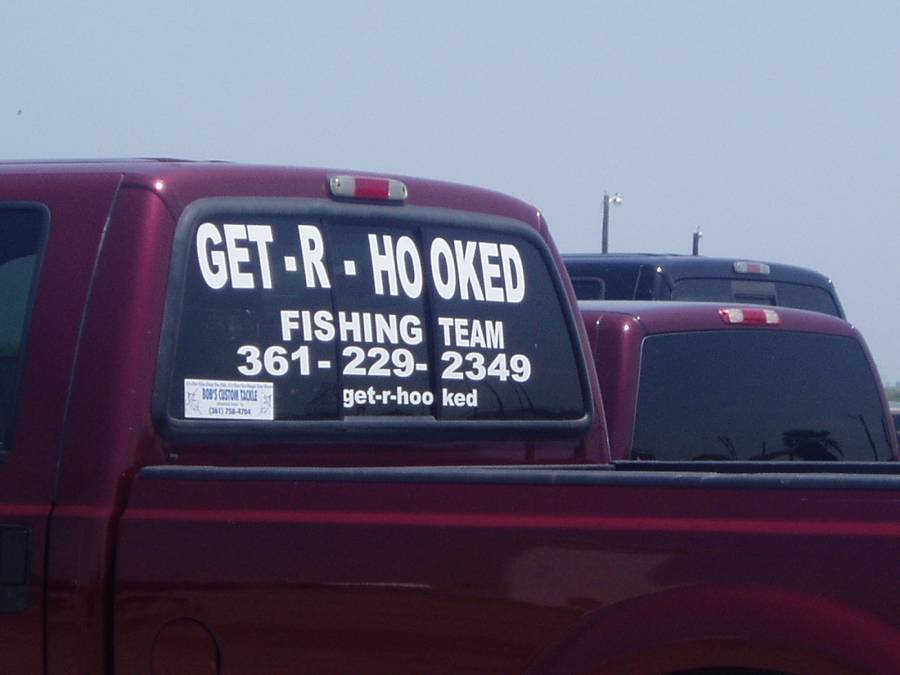 GET-R-HOOKED
FISHING TEAM
361-229-2349
get-r-hooked
BOB'S CUSTOM TACKLE
(361) 758-4704